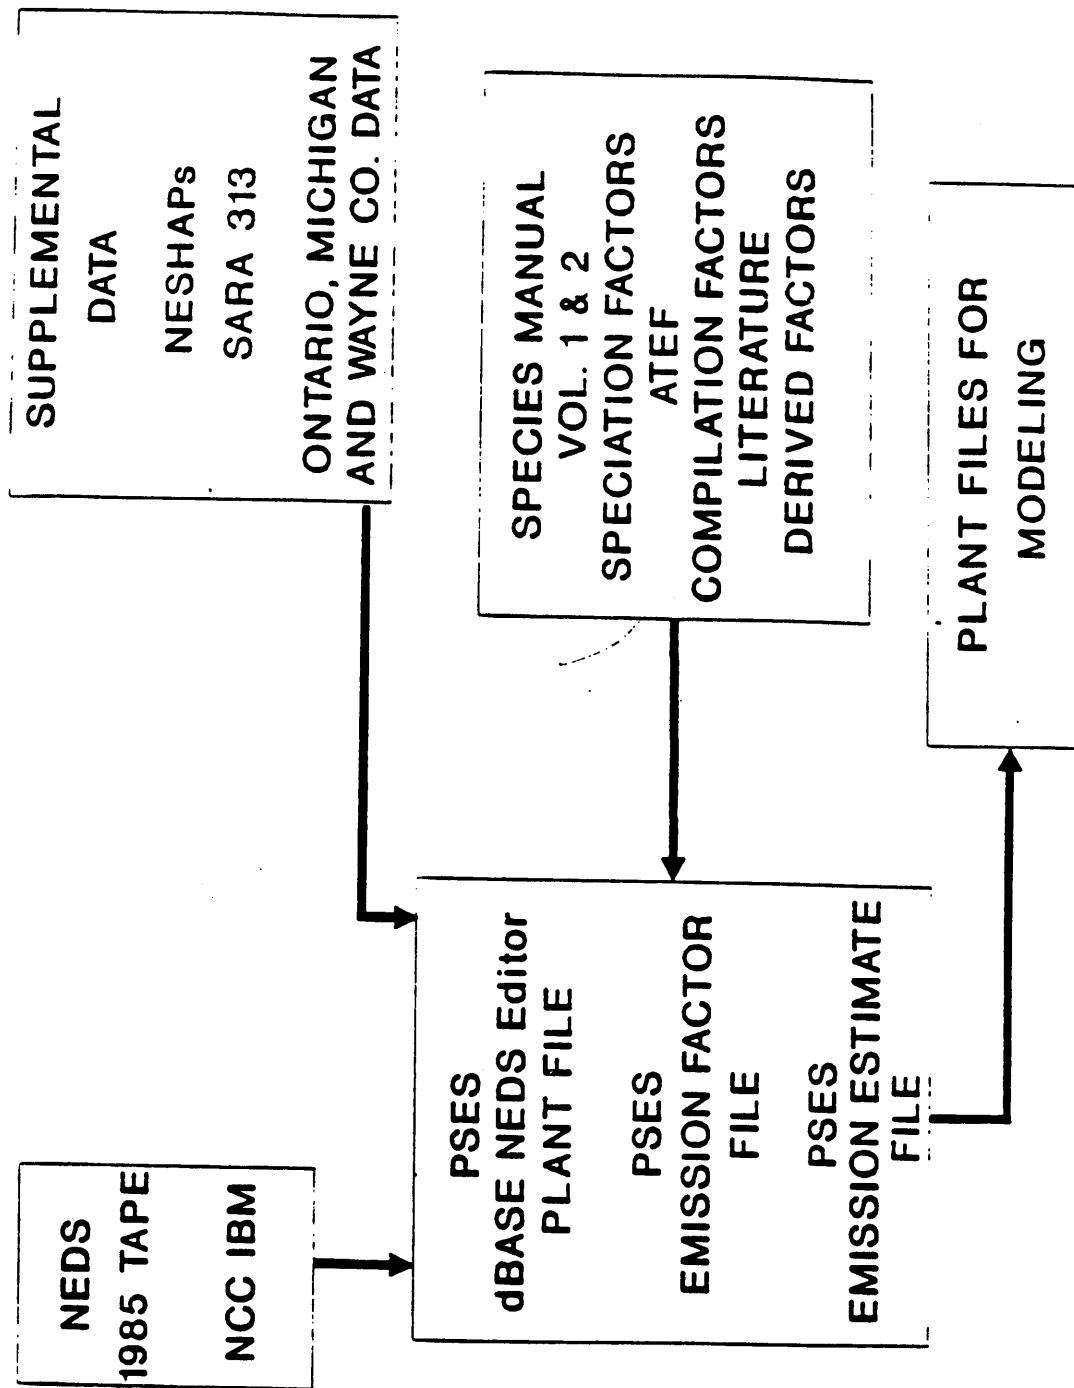 NEDS
1985 TAPE
NCC IBM
SUPPLEMENTAL
DATA
NESHAPs
SARA 313
ONTARIO, MICHIGAN
AND WAYNE CO. DATA
PSES
dBASE NEDS Editor
PLANT FILE
PSES
EMISSION FACTOR
FILE
PSES
EMISSION ESTIMATE
FILE
SPECIES MANUAL
VOL. 1 & 2
SPECIATION FACTORS
ATEF
COMPILATION FACTORS
LITERATURE
DERIVED FACTORS
PLANT FILES FOR
MODELING